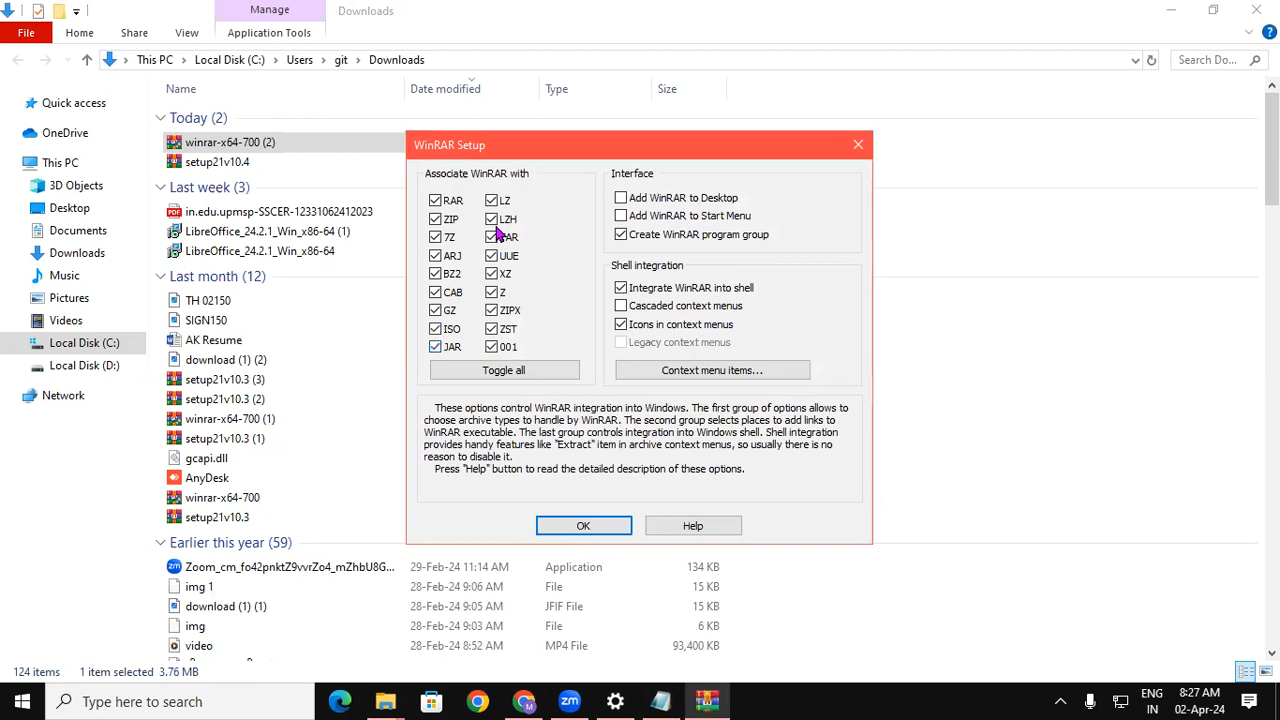 Manage
Downloads
File
Home
Share
View
Application Tools
This PC
Local Disk (C:)
Users
git
Downloads
Search Do...
Name
Date modified
Type
Size
Quick access
OneDrive
This PC
3D Objects
Desktop
Documents
Downloads
Music
Pictures
Videos
Local Disk (C:)
Local Disk (D:)
Network
Today (2)
winrar-x64-700 (2)
setup21v10.4
Last week (3)
in.edu.upmsp-SSCER-12331062412023
LibreOffice_24.2.1_Win_x86-64 (1)
LibreOffice_24.2.1_Win_x86-64
Last month (12)
TH 02150
SIGN150
AK Resume
download (1) (2)
setup21v10.3 (3)
setup21v10.3 (2)
winrar-x64-700 (1)
setup21v10.3 (1)
gcapi.dll
AnyDesk
winrar-x64-700
setup21v10.3
Earlier this year (59)
Zoom_cm_fo42pnktZ9vvrZo4_mZhbU8G... 29-Feb-24 11:14 AM Application 134 KB
img 1 28-Feb-24 9:06 AM File 15 KB
download (1) (1) 28-Feb-24 9:05 AM JFIF File 15 KB
img 28-Feb-24 9:03 AM File 6 KB
video 28-Feb-24 8:52 AM MP4 File 93,400 KB
WinRAR Setup
Associate WinRAR with
RAR LZ
ZIP LZH
7Z
ARJ UUE
BZ2 XZ
CAB Z
GZ ZIPX
ISO ZST
JAR 001
Toggle all
Interface
Add WinRAR to Desktop
Add WinRAR to Start Menu
Create WinRAR program group
Shell integration
Integrate WinRAR into shell
Cascaded context menus
Icons in context menus
Legacy context menus
Context menu items...
These options control WinRAR integration into Windows. The first group of options allows to
choose archive types to handle by WinRAR. The second group selects places to add links to
WinRAR executable. The last group controls integration into Windows shell. Shell integration
provides handy features like "Extract" item in archive context menus, so usually there is no
reason to disable it.
Press "Help" button to read the detailed description of these options.
OK
Help
124 items
1 item selected 3.76 MB
Type here to search
ENG
IN
8:27 AM
02-Apr-24